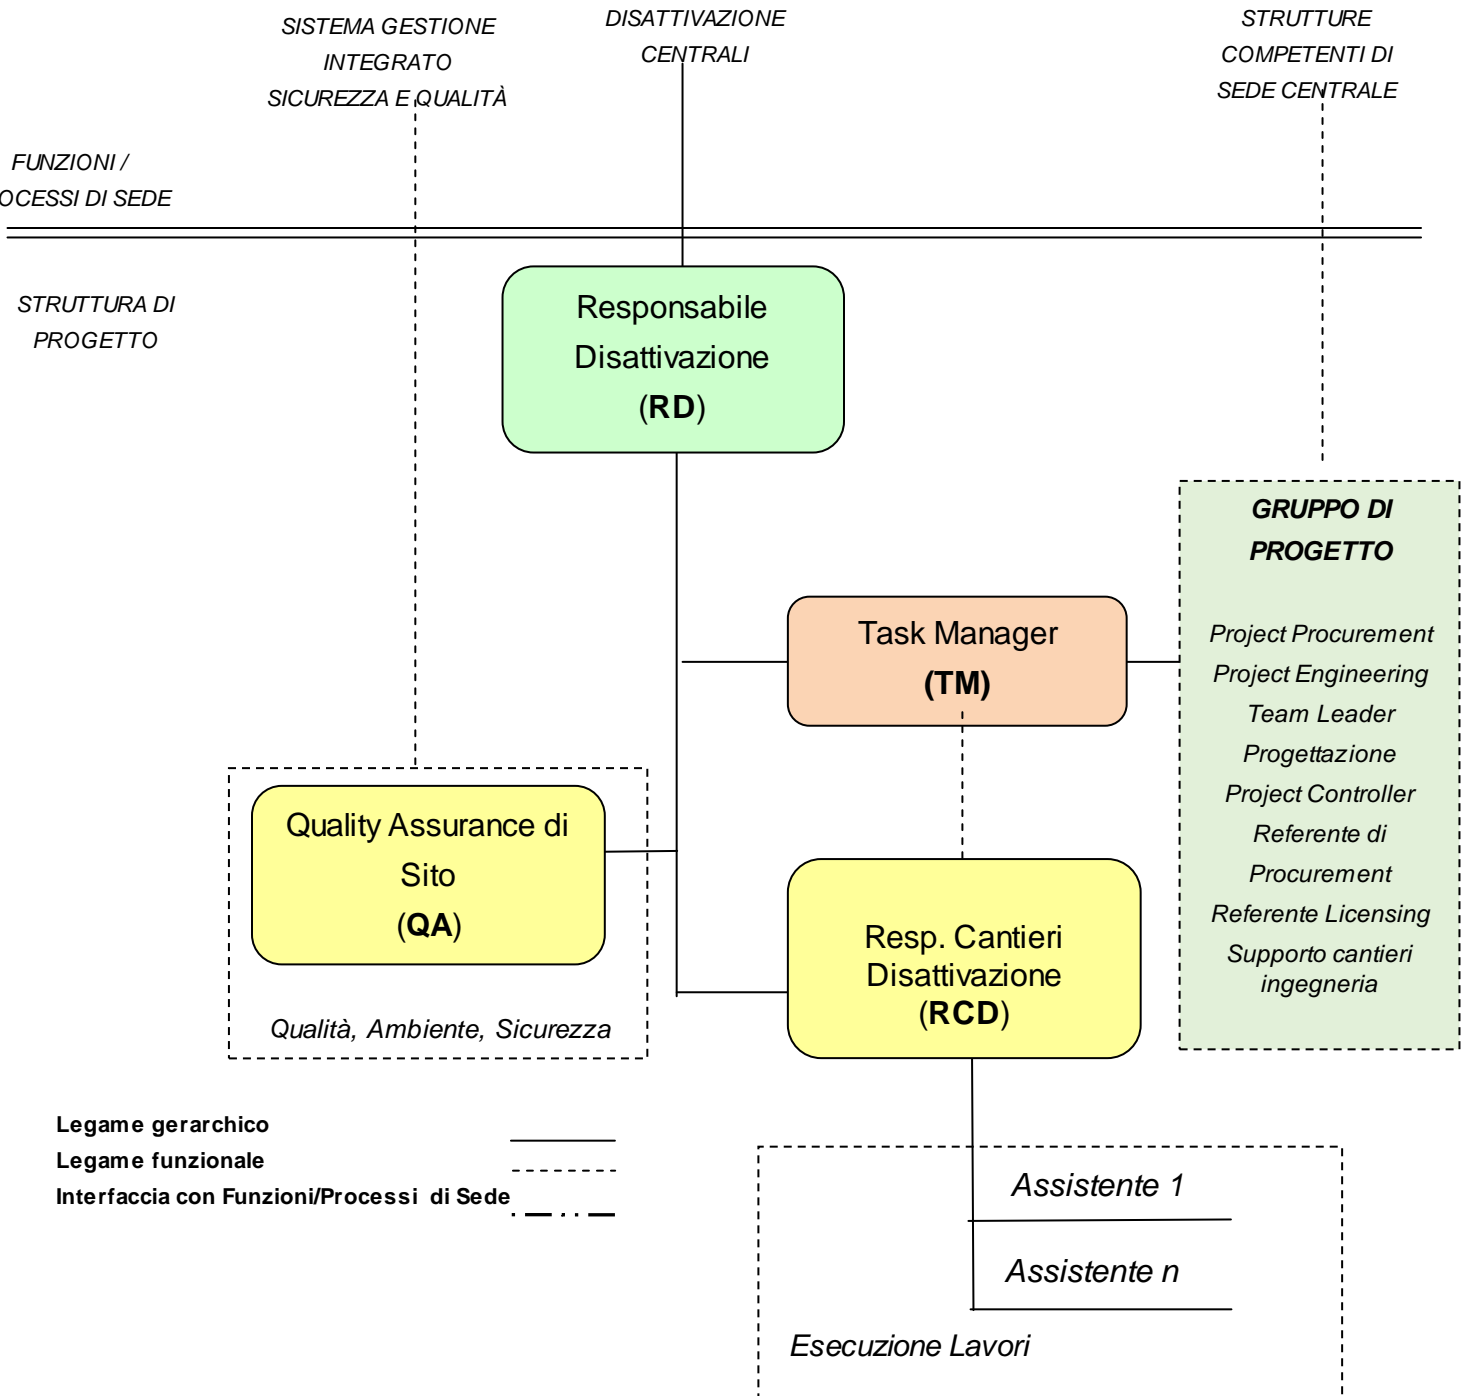 SISTEMA GESTIONE
INTEGRATO
SICUREZZA E QUALITÀ
DISATTIVAZIONE
CENTRALI
STRUTTURE
COMPETENTI DI
SEDE CENTRALE
FUNZIONI /
OCESSI DI SEDE
STRUTTURA DI
PROGETTO
Responsabile
Disattivazione
(RD)
GRUPPO DI
PROGETTO
Project Procurement
Project Engineering
Team Leader
Progettazione
Project Controller
Referente di
Procurement
Referente Licensing
Supporto cantieri
ingegneria
Task Manager
(TM)
Quality Assurance di
Sito
(QA)
Qualità, Ambiente, Sicurezza
Resp. Cantieri
Disattivazione
(RCD)
Legame gerarchico
Legame funzionale
Interfaccia con Funzioni/Processi di Sede
Assistente 1
Assistente n
Esecuzione Lavori